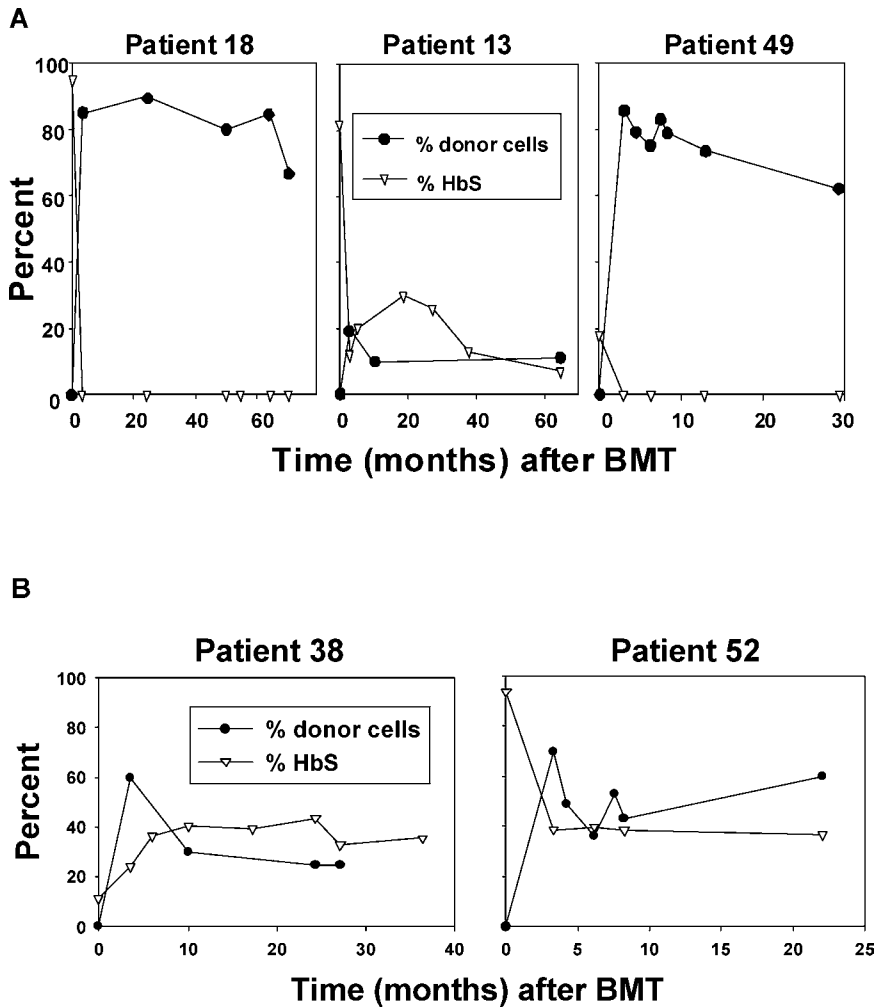 A
Patient 18 Patient 13 Patient 49
Percent
100
80
60
40
20
0
% donor cells
% HbS
0 20 40 60
0 20 40 60
0 10 20 30
Time (months) after BMT
B
Patient 38 Patient 52
Percent
100
80
60
40
20
0
% donor cells
% HbS
0 10 20 30 40
0 5 10 15 20 25
Time (months) after BMT